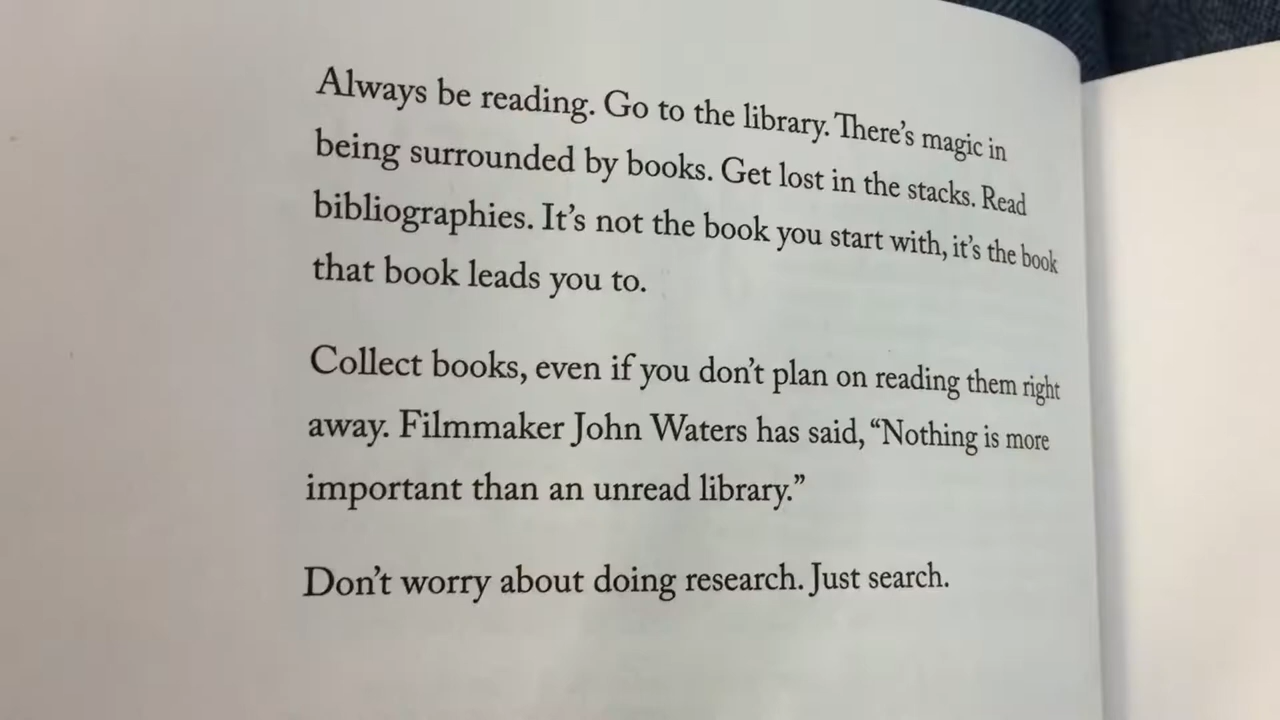 Always be reading. Go to the library. There’s magic in
being surrounded by books. Get lost in the stacks. Read
bibliographies. It’s not the book you start with, it’s the book
that book leads you to.
Collect books, even if you don’t plan on reading them right
away. Filmmaker John Waters has said, “Nothing is more
important than an unread library.”
Don’t worry about doing research. Just search.